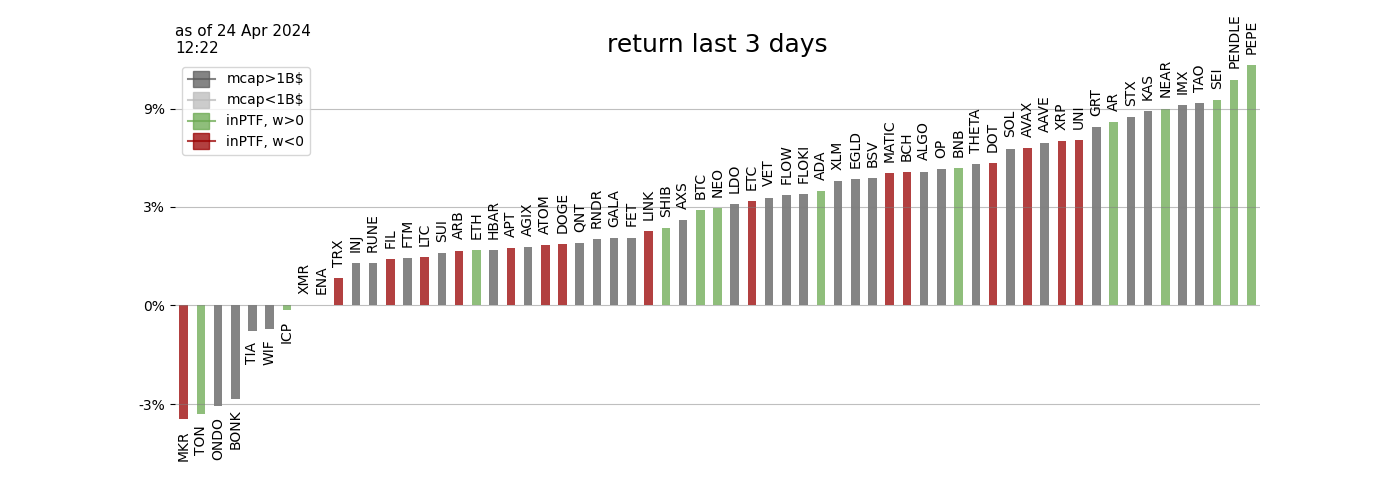 as of 24 Apr 2024
12:22
return last 3 days
mcap>1B$
mcap<1B$
inPTF, w>0
inPTF, w<0
9%
3%
0%
-3%
MKR
TON
ONDO
BONK
TIA
WIF
ICP
XMR
ENA
TRX
INJ
RUNE
FIL
FTM
LTC
SUI
ARB
ETH
HBAR
APT
AGIX
ATOM
DOGE
QNT
RNDR
GALA
FET
LINK
SHIB
AXS
BTC
NEO
LDO
ETC
VET
FLOW
FLOKI
ADA
XLM
EGLD
BSV
MATIC
BCH
ALGO
OP
BNB
THETA
DOT
SOL
AVAX
AAVE
XRP
UNI
GRT
AR
STX
KAS
NEAR
IMX
TAO
SEI
PENDLE
PEPE